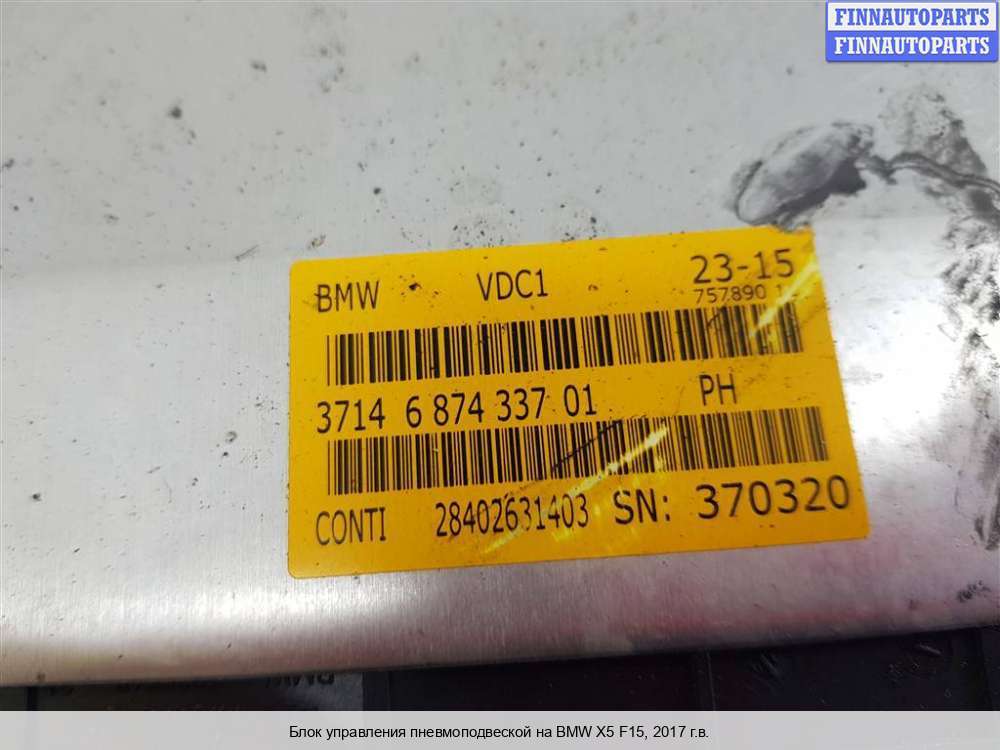 FINNAUTOPARTS
FINNAUTOPARTS
BMW VDC1 23-15
757890
3714 6 874 337 01 PH
CONTI 28402631403 SN: 370320
Блок управления пневмоподвеской на BMW X5 F15, 2017 г.в.